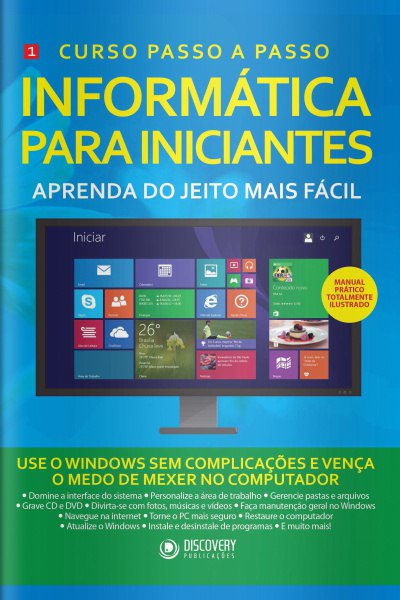 1 CURSO PASSO A PASSO
INFORMÁTICA
PARA INICIANTES
APRENDA DO JEITO MAIS FÁCIL
Iniciar
26°
Brasília
Chuva leve
MANUAL
PRÁTICO
TOTALMENTE
ILUSTRADO
USE O WINDOWS SEM COMPLICAÇÕES E VENÇA
O MEDO DE MEXER NO COMPUTADOR
• Domine a interface do sistema • Personalize a área de trabalho • Gerencie pastas e arquivos
• Grave CD e DVD • Divirta-se com fotos, músicas e vídeos • Faça manutenção geral no Windows
• Navegue na internet • Torne o PC mais seguro • Restaure o computador
• Atualize o Windows • Instale e desinstale de programas • E muito mais!
DISCOVERY
PUBLICAÇÕES